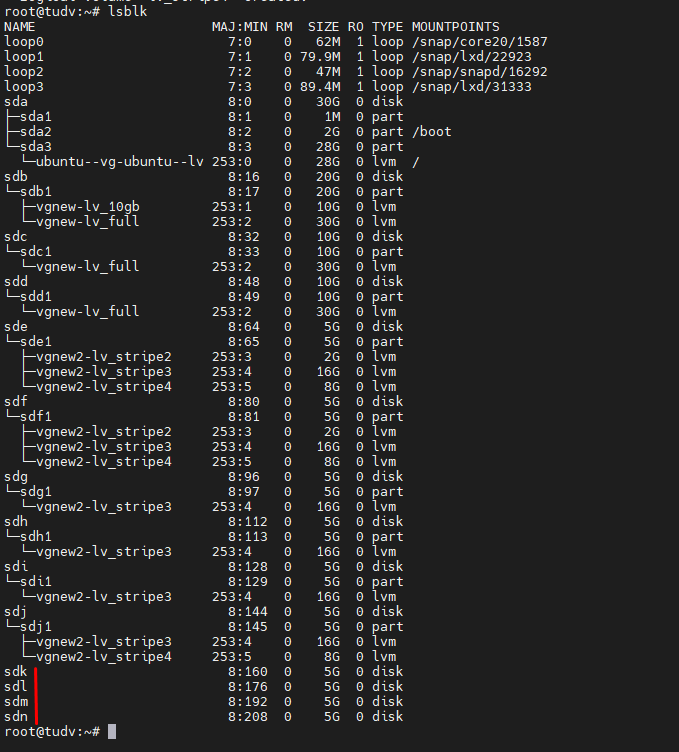 root@tudv:~# lsblk
NAME                      MAJ:MIN RM  SIZE RO TYPE MOUNTPOINTS
loop0                       7:0    0   62M  1 loop /snap/core20/1587
loop1                       7:1    0 79.9M  1 loop /snap/lxd/22923
loop2                       7:2    0   47M  1 loop /snap/snapd/16292
loop3                       7:3    0 89.4M  1 loop /snap/lxd/31333
sda                         8:0    0   30G  0 disk
├─sda1                      8:1    0    1M  0 part
├─sda2                      8:2    0    2G  0 part /boot
└─sda3                      8:3    0   28G  0 part
  └─ubuntu--vg-ubuntu--lv 253:0    0   28G  0 lvm  /
sdb                         8:16   0   20G  0 disk
└─sdb1                      8:17   0   20G  0 part
  ├─vgnew-lv_10gb         253:1    0   10G  0 lvm
  └─vgnew-lv_full         253:2    0   30G  0 lvm
sdc                         8:32   0   10G  0 disk
└─sdc1                      8:33   0   10G  0 part
  └─vgnew-lv_full         253:2    0   30G  0 lvm
sdd                         8:48   0   10G  0 disk
└─sdd1                      8:49   0   10G  0 part
  └─vgnew-lv_full         253:2    0   30G  0 lvm
sde                         8:64   0    5G  0 disk
└─sde1                      8:65   0    5G  0 part
  ├─vgnew2-lv_stripe2     253:3    0    2G  0 lvm
  ├─vgnew2-lv_stripe3     253:4    0   16G  0 lvm
  └─vgnew2-lv_stripe4     253:5    0    8G  0 lvm
sdf                         8:80   0    5G  0 disk
└─sdf1                      8:81   0    5G  0 part
  ├─vgnew2-lv_stripe2     253:3    0    2G  0 lvm
  ├─vgnew2-lv_stripe3     253:4    0   16G  0 lvm
  └─vgnew2-lv_stripe4     253:5    0    8G  0 lvm
sdg                         8:96   0    5G  0 disk
└─sdg1                      8:97   0    5G  0 part
  └─vgnew2-lv_stripe3     253:4    0   16G  0 lvm
sdh                         8:112  0    5G  0 disk
└─sdh1                      8:113  0    5G  0 part
  └─vgnew2-lv_stripe3     253:4    0   16G  0 lvm
sdi                         8:128  0    5G  0 disk
└─sdi1                      8:129  0    5G  0 part
  └─vgnew2-lv_stripe3     253:4    0   16G  0 lvm
sdj                         8:144  0    5G  0 disk
└─sdj1                      8:145  0    5G  0 part
  ├─vgnew2-lv_stripe3     253:4    0   16G  0 lvm
  └─vgnew2-lv_stripe4     253:5    0    8G  0 lvm
sdk                         8:160  0    5G  0 disk
sdl                         8:176  0    5G  0 disk
sdm                         8:192  0    5G  0 disk
sdn                         8:208  0    5G  0 disk
root@tudv:~#